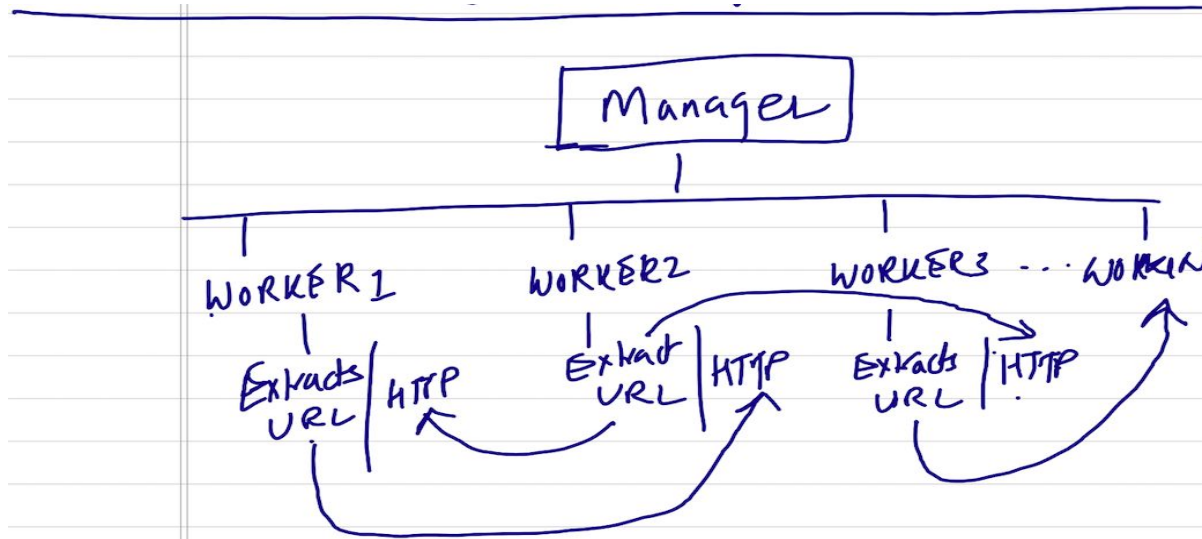 Manager
WORKER1 WORKER2 WORKER3 ....
Extracts URL | HTTP Extract URL | HTTP Extracts URL | HTTP